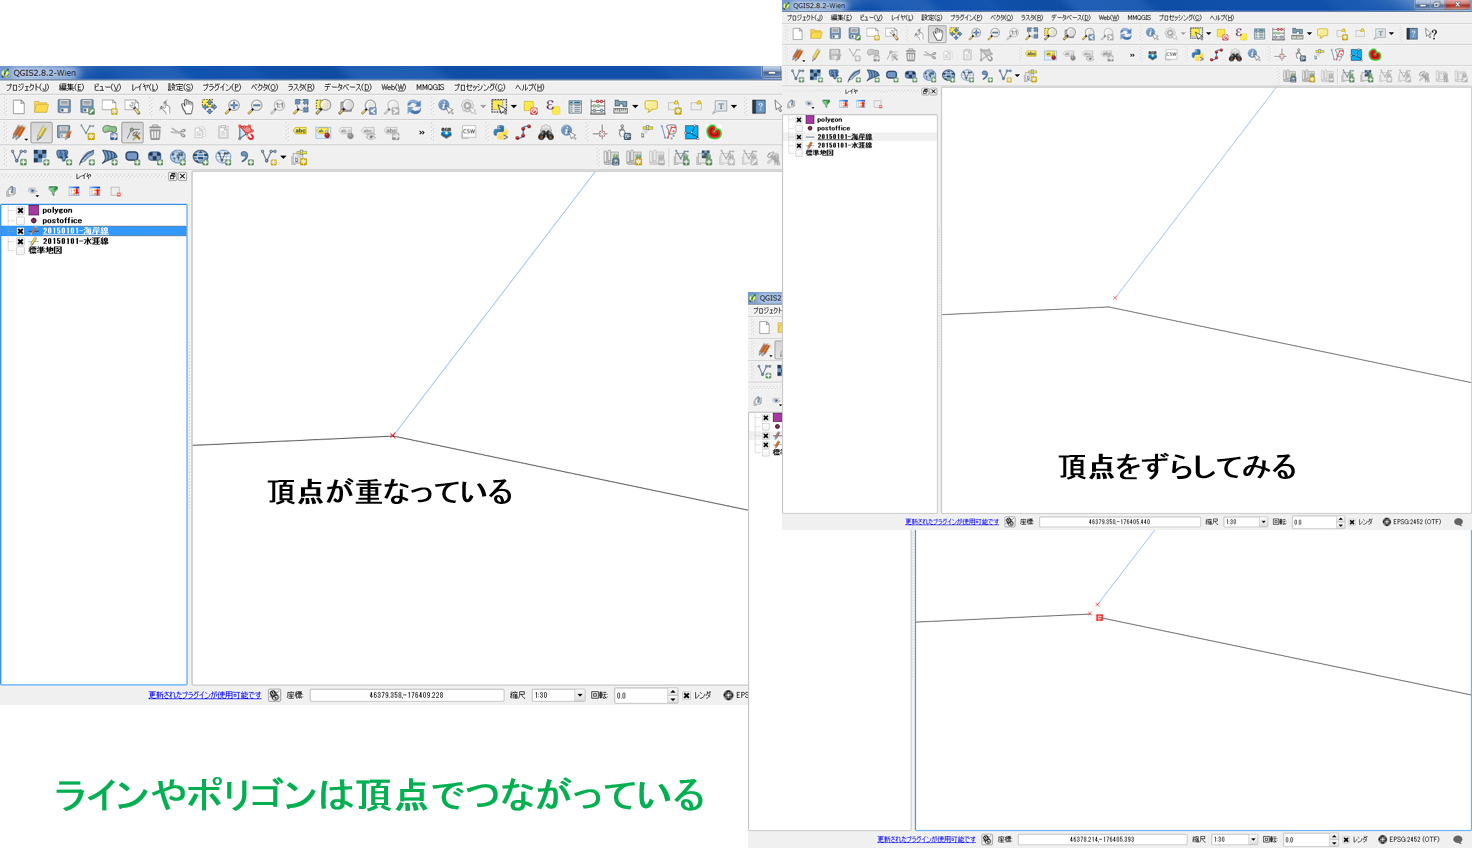 QGIS2.8.2-Wien
プロジェクト(J) 編集(E) ビュー(V) レイヤ(L) 設定(S) プラグイン(P) ベクタ(O) ラスタ(R) データベース(D) Web(W) MMQGIS プロセッシング(C) ヘルプ(H)
レイヤ
polygon
postoffice
20150101-海岸線
20150101-水涯線
標準地図
頂点が重なっている
更新されたプラグインが使用可能です 座標: 46379.358,-176409.228 縮尺 1:30 回転: 0.0 レンダ EPS
QGIS2.8.2-Wien
プロジェクト(J) 編集(E) ビュー(V) レイヤ(L) 設定(S) プラグイン(P) ベクタ(O) ラスタ(R) データベース(D) Web(W) MMQGIS プロセッシング(C) ヘルプ(H)
レイヤ
polygon
postoffice
20150101-海岸線
20150101-水涯線
標準地図
頂点をずらしてみる
更新されたプラグインが使用可能です 座標: 46379.358,-176405.440 縮尺 1:30 回転: 0.0 レンダ EPSG:2452 (OTF)
QGIS2
プロジェクト
更新されたプラグインが使用可能です 座標: 46378.214,-176405.393 縮尺 1:30 回転: 0.0 レンダ EPSG:2452 (OTF)
ラインやポリゴンは頂点でつながっている